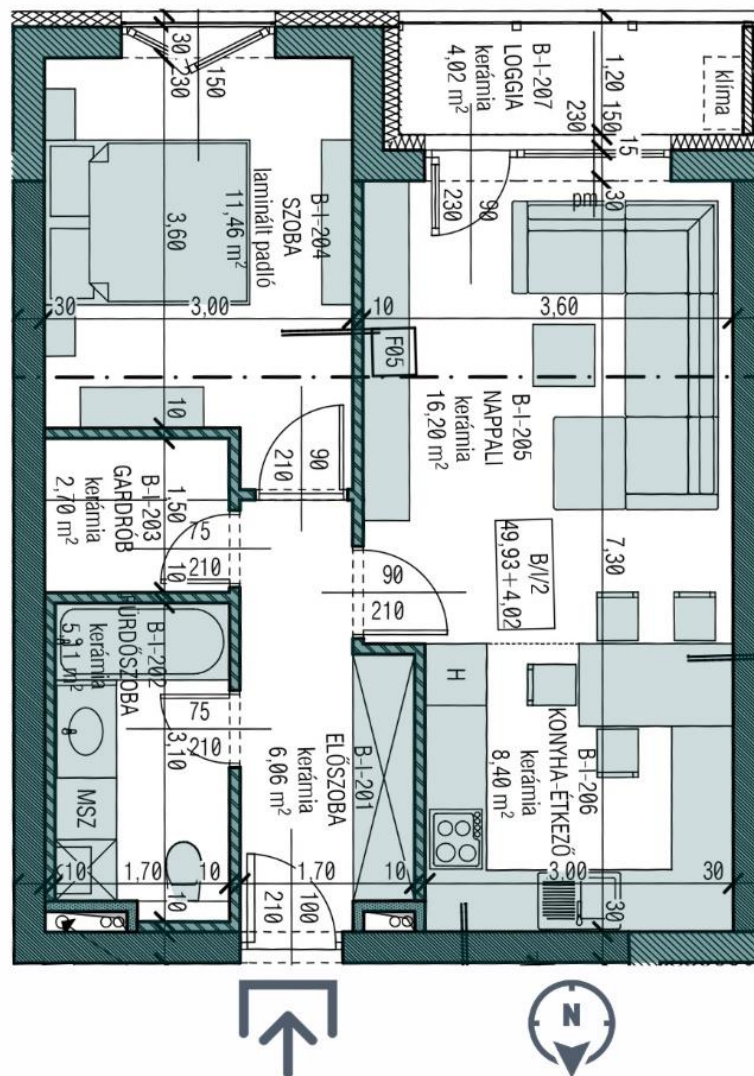 B-I-207
LOGGIA
kerámia
4,02 m²
klíma
1,20
150
230
15
30
150
30
230
B-I-204
SZOBA
laminált padló
11,46 m²
3,60
30
3,00
10
3,60
90
230
pm
30
F05
B-I-205
NAPPALI
kerámia
16,20 m²
10
90
210
B-I-203
GARDRÓB
kerámia
2,70 m²
1,50
75
210
10
90
210
B/I/2
49,93+4,02
7,30
B-I-202
FÜRDŐSZOBA
kerámia
75
210
3,10
MSZ
B-I-201
ELŐSZOBA
kerámia
6,06 m²
H
B-I-206
KONYHA-ÉTKEZŐ
kerámia
8,40 m²
10
1,70
10
1,70
10
3,00
30
10
100
210
30
N